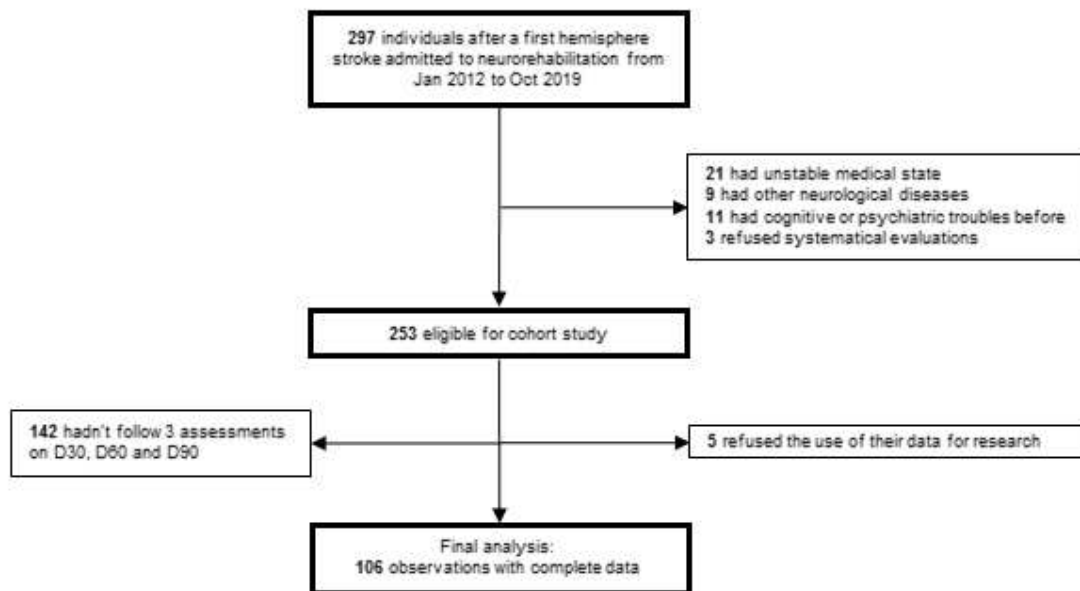 297 individuals after a first hemisphere
stroke admitted to neurorehabilitation from
Jan 2012 to Oct 2019
21 had unstable medical state
9 had other neurological diseases
11 had cognitive or psychiatric troubles before
3 refused systematical evaluations
253 eligible for cohort study
142 hadn't follow 3 assessments
on D30, D60 and D90
5 refused the use of their data for research
Final analysis:
106 observations with complete data